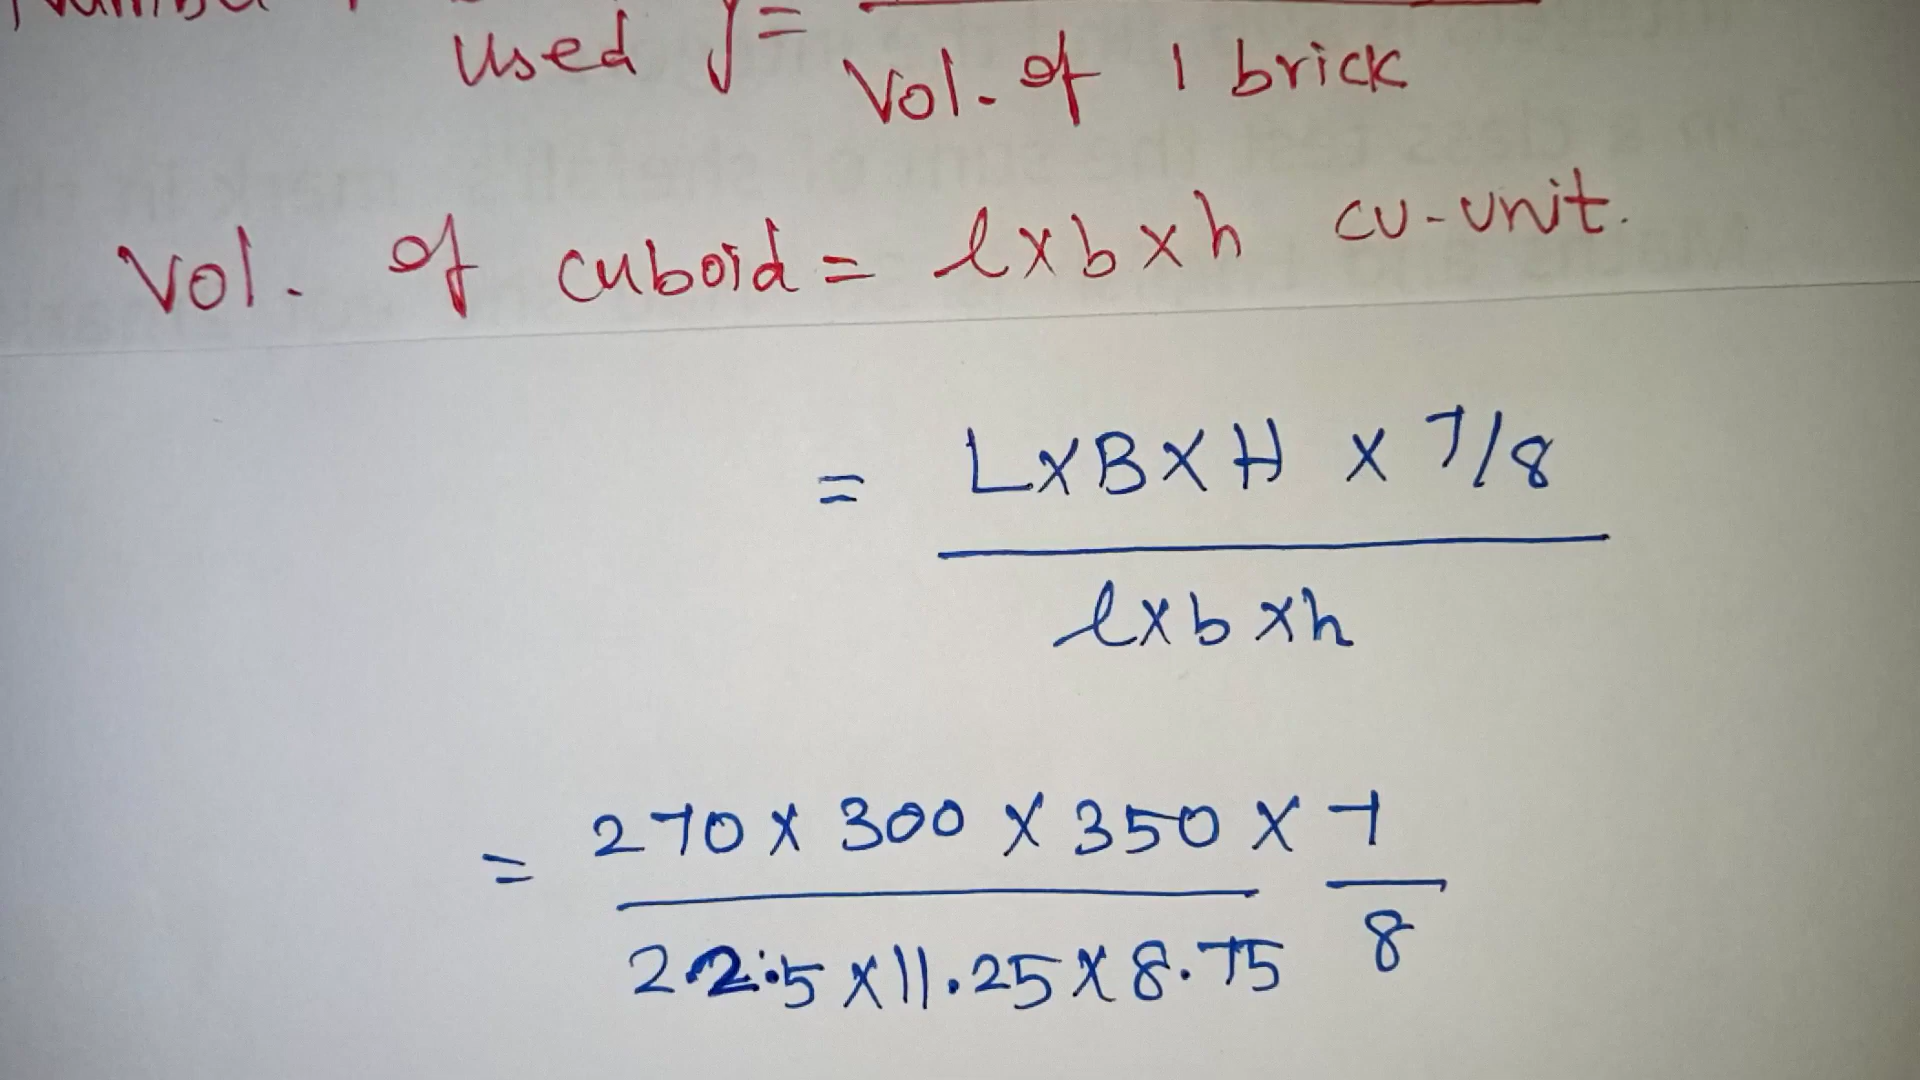 Number
used } =
Vol. of 1 brick
Vol. of cuboid = l x b x h cu-unit.
= L X B X H x 7/8
l x b x h
= 270 x 300 x 350 x 7
22.5 x 11.25 x 8.75 8